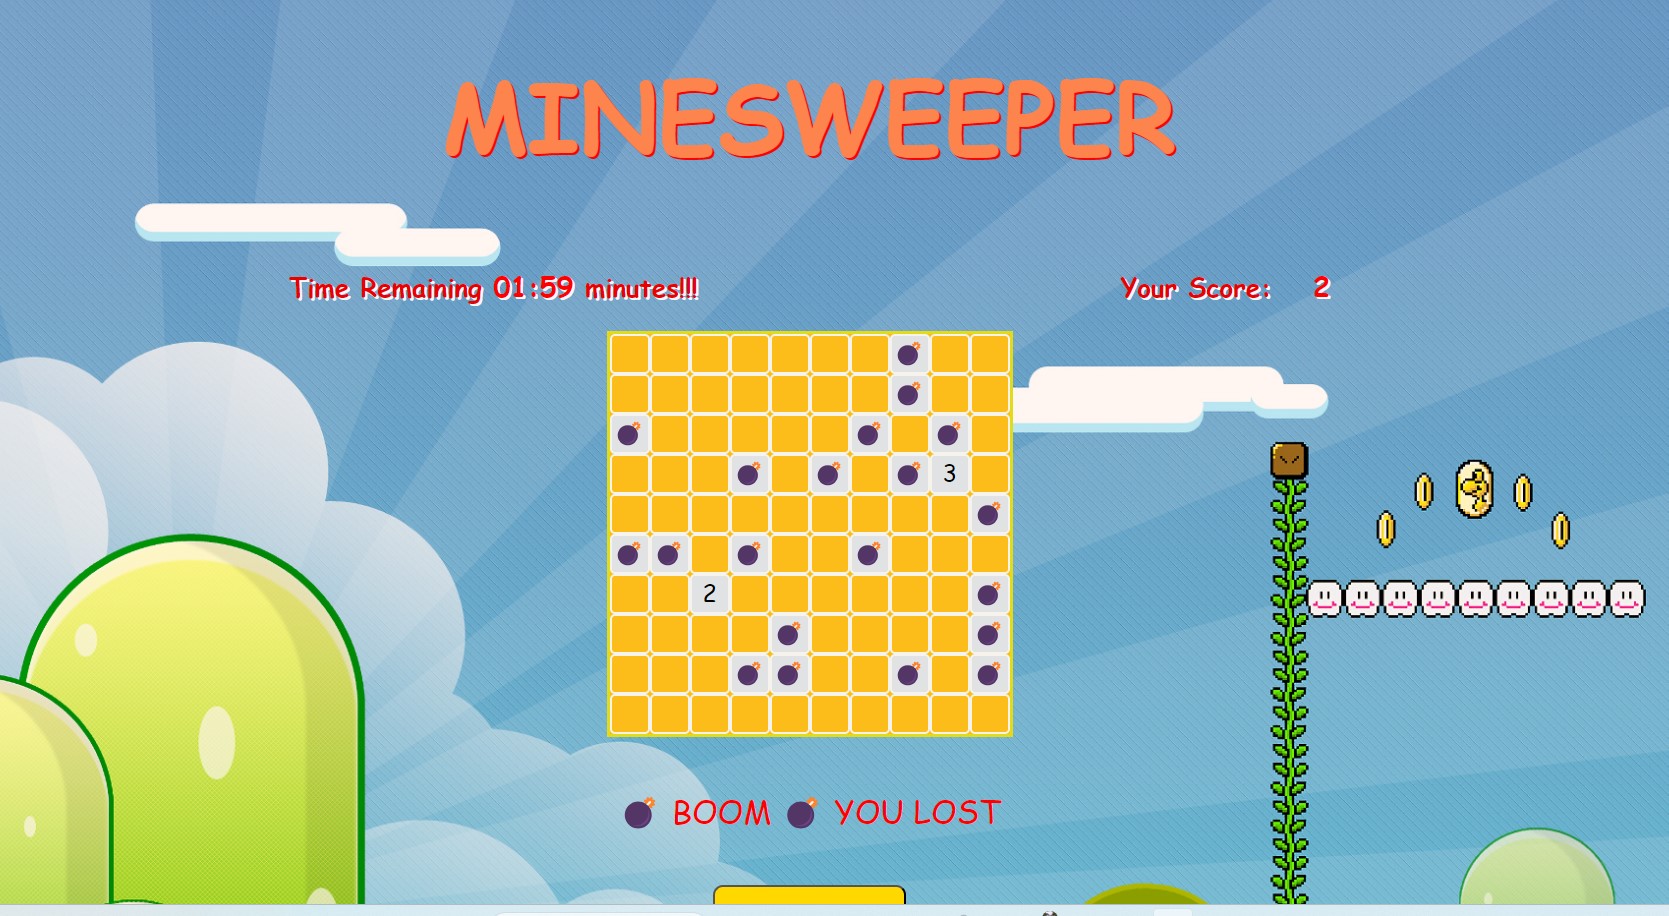 MINESWEEPER
Time Remaining 01:59 minutes!!! Your Score: 2
3
2
BOOM YOU LOST